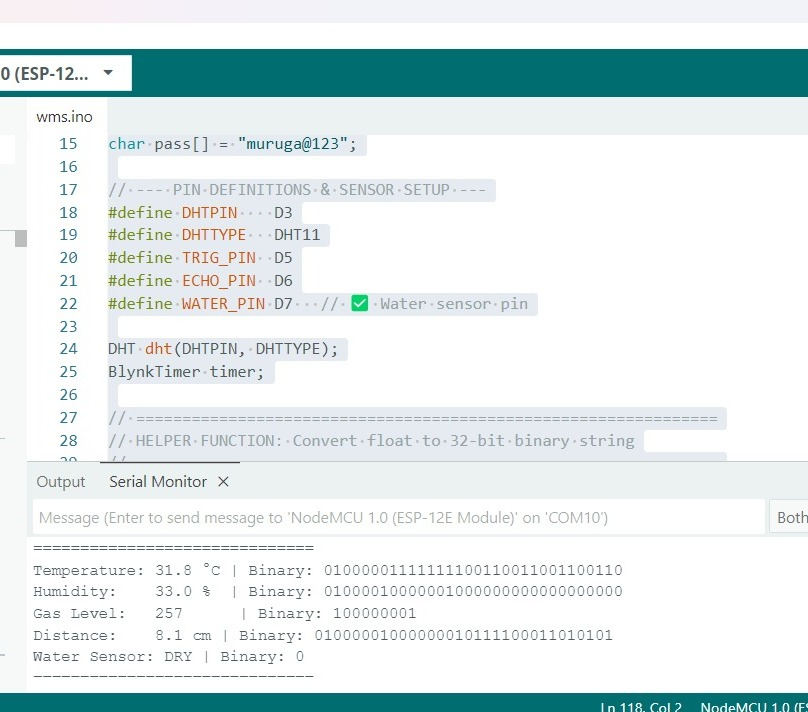 0 (ESP-12...
wms.ino
15 char pass[] = "muruga@123";
16
17 // --- PIN DEFINITIONS & SENSOR SETUP ---
18 #define DHTPIN    D3
19 #define DHTTYPE   DHT11
20 #define TRIG_PIN  D5
21 #define ECHO_PIN  D6
22 #define WATER_PIN D7   // ✅ Water sensor pin
23
24 DHT dht(DHTPIN, DHTTYPE);
25 BlynkTimer timer;
26
27 // ===============================================================
28 // HELPER FUNCTION: Convert float to 32-bit binary string
Output Serial Monitor ×
Message (Enter to send message to 'NodeMCU 1.0 (ESP-12E Module)' on 'COM10')
Both
==============================
Temperature: 31.8 °C | Binary: 01000001111111100110011001100110
Humidity:    33.0 %  | Binary: 01000010000001000000000000000000
Gas Level:   257      | Binary: 100000001
Distance:    8.1 cm | Binary: 01000001000000010111100011010101
Water Sensor: DRY | Binary: 0
------------------------------
Ln 118, Col 2 NodeMCU 1.0 (ES